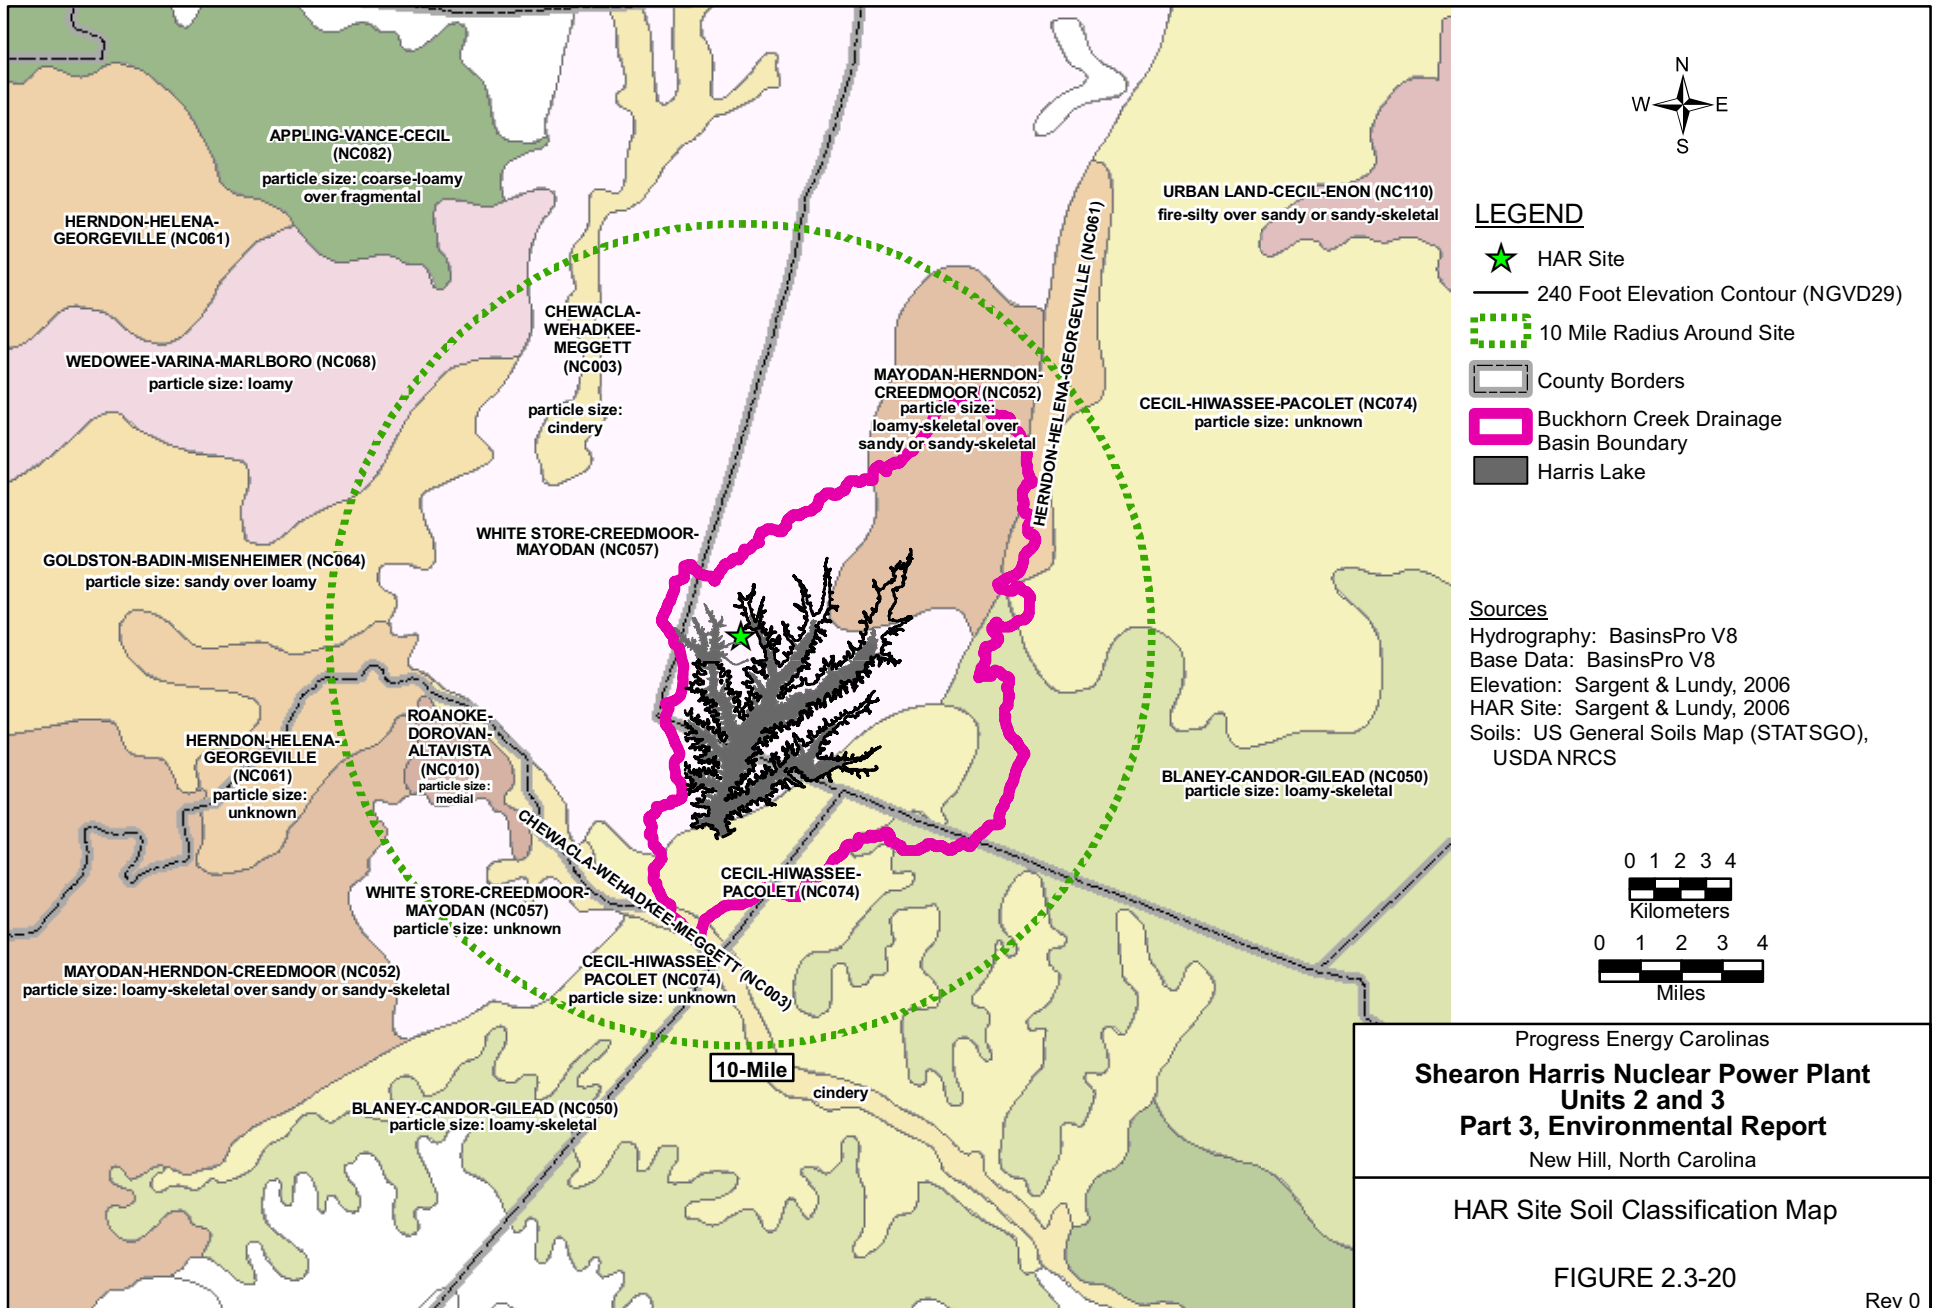 APPLING-VANCE-CECIL
(NC082)
particle size: coarse-loamy
over fragmental
HERNDON-HELENA-
GEORGEVILLE (NC061)
WEDOWEE-VARINA-MARLBORO (NC068)
particle size: loamy
CHEWACLA-
WEHADKEE-
MEGGETT
(NC003)
particle size:
cindery
URBAN LAND-CECIL-ENON (NC110)
fire-silty over sandy or sandy-skeletal
HERNDON-HELENA-GEORGEVILLE (NC061)
MAYODAN-HERNDON-
CREEDMOOR (NC052)
particle size:
loamy-skeletal over
sandy or sandy-skeletal
CECIL-HIWASSEE-PACOLET (NC074)
particle size: unknown
WHITE STORE-CREEDMOOR-
MAYODAN (NC057)
GOLDSTON-BADIN-MISENHEIMER (NC064)
particle size: sandy over loamy
ROANOKE-
DOROVAN-
ALTAVISTA
(NC010)
particle size:
medial
HERNDON-HELENA-
GEORGEVILLE
(NC061)
particle size:
unknown
BLANEY-CANDOR-GILEAD (NC050)
particle size: loamy-skeletal
CHEWACLA-WEHADKEE-MEGGETT (NC003)
CECIL-HIWASSEE-
PACOLET (NC074)
WHITE STORE-CREEDMOOR-
MAYODAN (NC057)
particle size: unknown
MAYODAN-HERNDON-CREEDMOOR (NC052)
particle size: loamy-skeletal over sandy or sandy-skeletal
CECIL-HIWASSEE
PACOLET (NC074)
particle size: unknown
10-Mile
cindery
BLANEY-CANDOR-GILEAD (NC050)
particle size: loamy-skeletal
N
W E
S
LEGEND
HAR Site
240 Foot Elevation Contour (NGVD29)
10 Mile Radius Around Site
County Borders
Buckhorn Creek Drainage
Basin Boundary
Harris Lake
Sources
Hydrography: BasinsPro V8
Base Data: BasinsPro V8
Elevation: Sargent & Lundy, 2006
HAR Site: Sargent & Lundy, 2006
Soils: US General Soils Map (STATSGO),
USDA NRCS
0 1 2 3 4
Kilometers
0 1 2 3 4
Miles
Progress Energy Carolinas
Shearon Harris Nuclear Power Plant
Units 2 and 3
Part 3, Environmental Report
New Hill, North Carolina
HAR Site Soil Classification Map
FIGURE 2.3-20
Rev 0